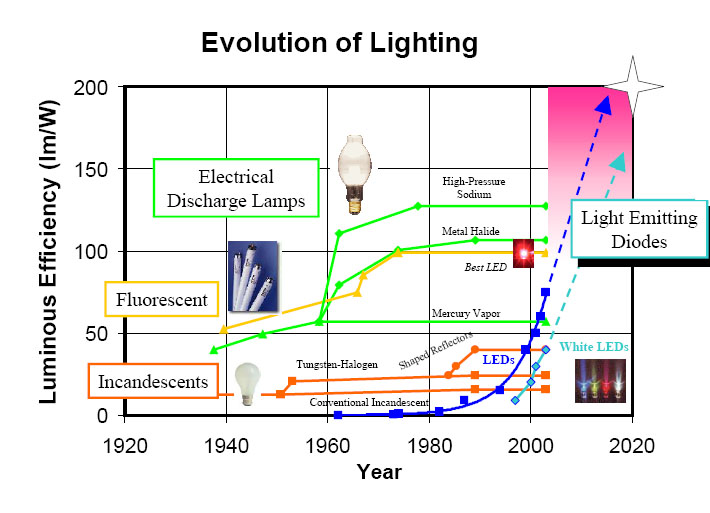 Evolution of Lighting
Luminous Efficiency (lm/W)
200
150
100
50
0
Electrical
Discharge Lamps
High-Pressure
Sodium
Metal Halide
Best LED
Light Emitting
Diodes
Fluorescent
Mercury Vapor
Shaped Reflectors
White LEDs
LEDs
Tungsten-Halogen
Incandescents
Conventional Incandescent
1920
1940
1960
1980
2000
2020
Year